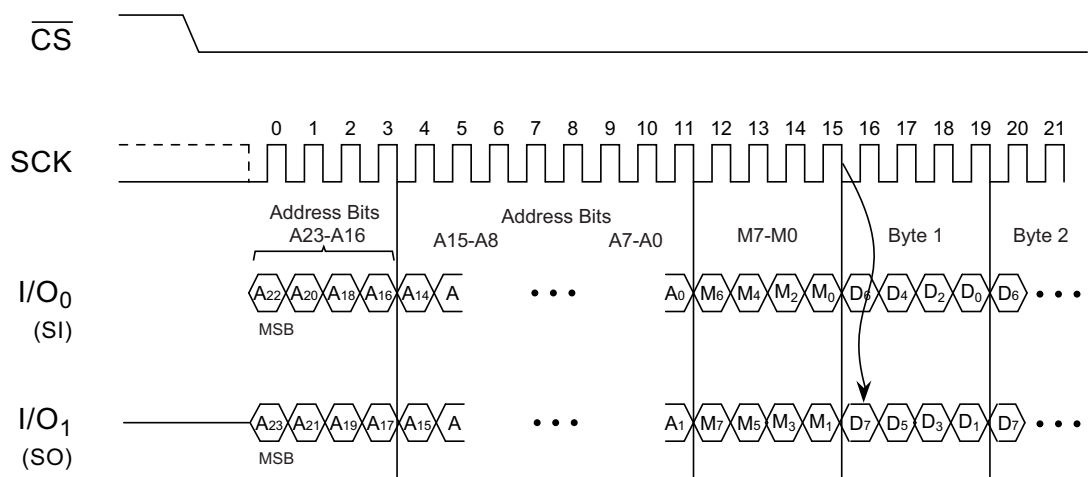 CS
0 1 2 3 4 5 6 7 8 9 10 11 12 13 14 15 16 17 18 19 20 21
SCK
Address Bits
A23-A16
Address Bits
A15-A8
A7-A0
M7-M0
Byte 1
Byte 2
I/O0
(SI)
A22 A20 A18 A16 A14 A • • • A0 M6 M4 M2 M0 D6 D4 D2 D0 D6 • • •
MSB
I/O1
(SO)
A23 A21 A19 A17 A15 A • • • A1 M7 M5 M3 M1 D7 D5 D3 D1 D7 • • •
MSB